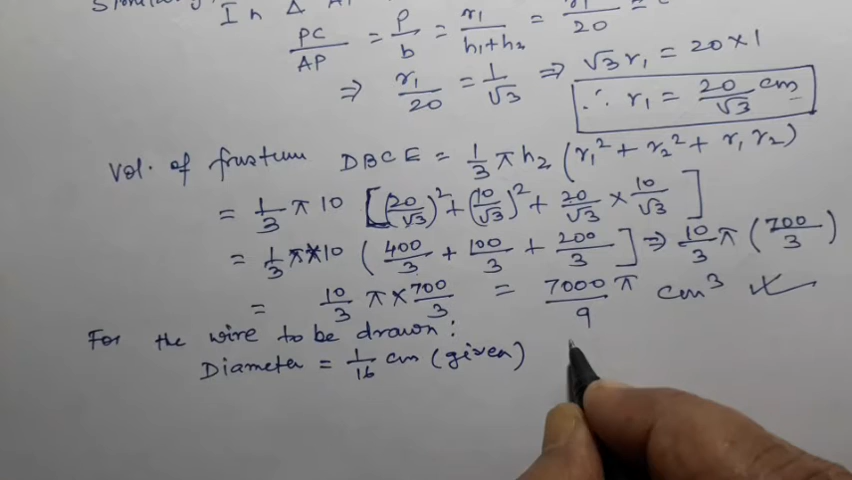 In Δ
PC/AP = P/b = r₁/(h₁+h₂) = r₁/20 =
⇒ r₁/20 = 1/√3 ⇒ √3 r₁ = 20 × 1
∴ r₁ = 20/√3 cm
Vol. of frustum DBCE = 1/3 π h₂ (r₁² + r₂² + r₁ r₂)
= 1/3 π 10 [(20/√3)² + (10/√3)² + 20/√3 × 10/√3]
= 1/3 π × 10 (400/3 + 100/3 + 200/3] ⇒ 10/3 π (700/3)
= 10/3 π × 700/3 = 7000 π/9 cm³
For the wire to be drawn:
Diameter = 1/16 cm (given)